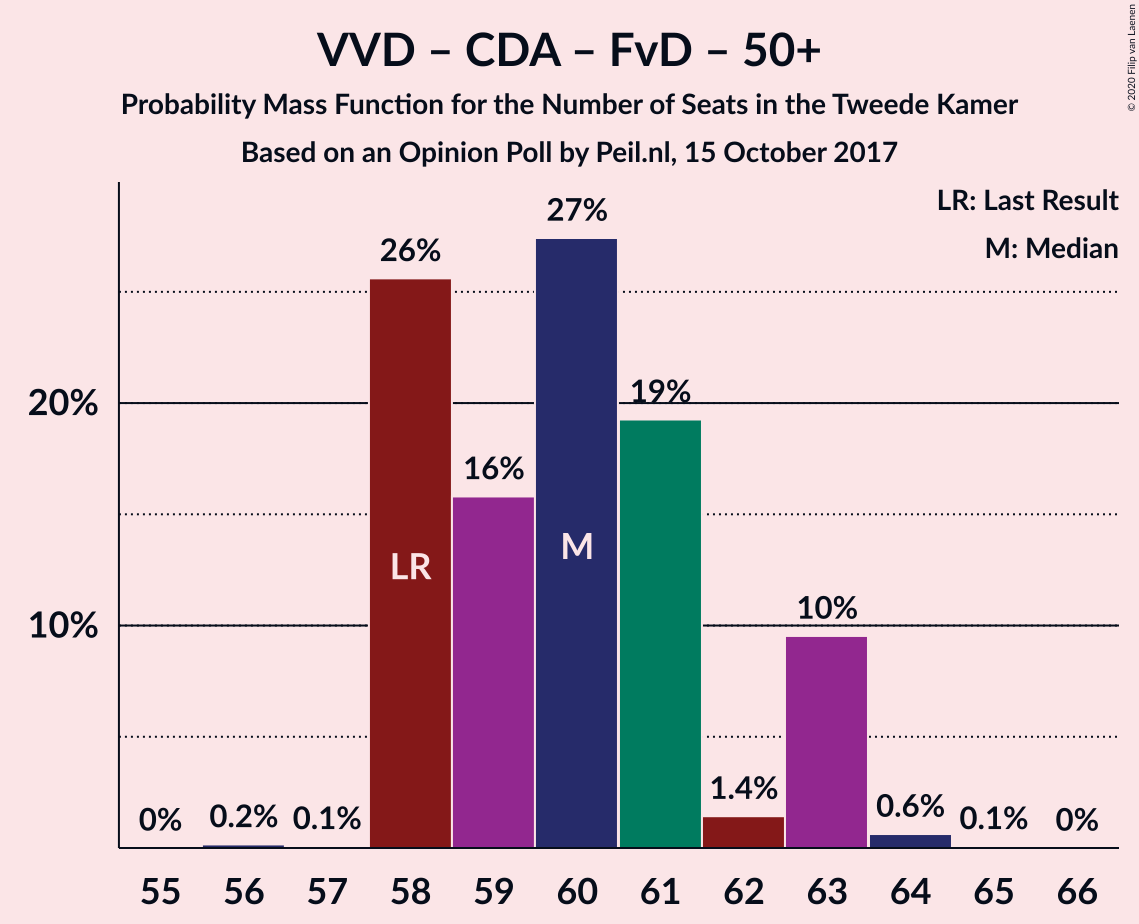 VVD – CDA – FvD – 50+
Probability Mass Function for the Number of Seats in the Tweede Kamer
Based on an Opinion Poll by Peil.nl, 15 October 2017
© 2020 Filip van Laenen
LR: Last Result
M: Median
20%
10%
0%
0.2%
0.1%
26%
16%
27%
19%
1.4%
10%
0.6%
0.1%
0%
LR
M
55 56 57 58 59 60 61 62 63 64 65 66